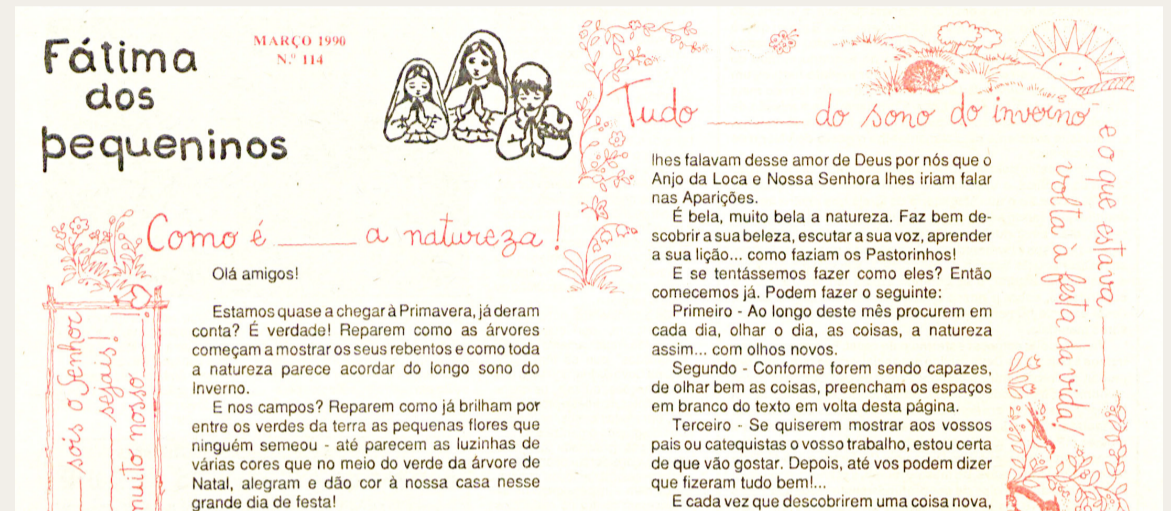 Fátima
dos
pequeninos
MARÇO 1990
N.º 114
Como é ______ a natureza!
Olá amigos!
Estamos quase a chegar à Primavera, já deram
conta? É verdade! Reparem como as árvores
começam a mostrar os seus rebentos e como toda
a natureza parece acordar do longo sono do
Inverno.
E nos campos? Reparem como já brilham por
entre os verdes da terra as pequenas flores que
ninguém semeou - até parecem as luzinhas de
várias cores que no meio do verde da árvore de
Natal, alegram e dão cor à nossa casa nesse
grande dia de festa!
Tudo ______ do sono do inverno
e o que estava ______
volta à festa da vida!
lhes falavam desse amor de Deus por nós que o
Anjo da Loca e Nossa Senhora lhes iriam falar
nas Aparições.
É bela, muito bela a natureza. Faz bem de-
scobrir a sua beleza, escutar a sua voz, aprender
a sua lição... como faziam os Pastorinhos!
E se tentássemos fazer como eles? Então
comecemos já. Podem fazer o seguinte:
Primeiro - Ao longo deste mês procurem em
cada dia, olhar o dia, as coisas, a natureza
assim... com olhos novos.
Segundo - Conforme forem sendo capazes,
de olhar bem as coisas, preencham os espaços
em branco do texto em volta desta página.
Terceiro - Se quiserem mostrar aos vossos
pais ou catequistas o vosso trabalho, estou certa
de que vão gostar. Depois, até vos podem dizer
que fizeram tudo bem!...
E cada vez que descobrirem uma coisa nova,
______ sois o Senhor
______ sejais!
muito nosso ______!